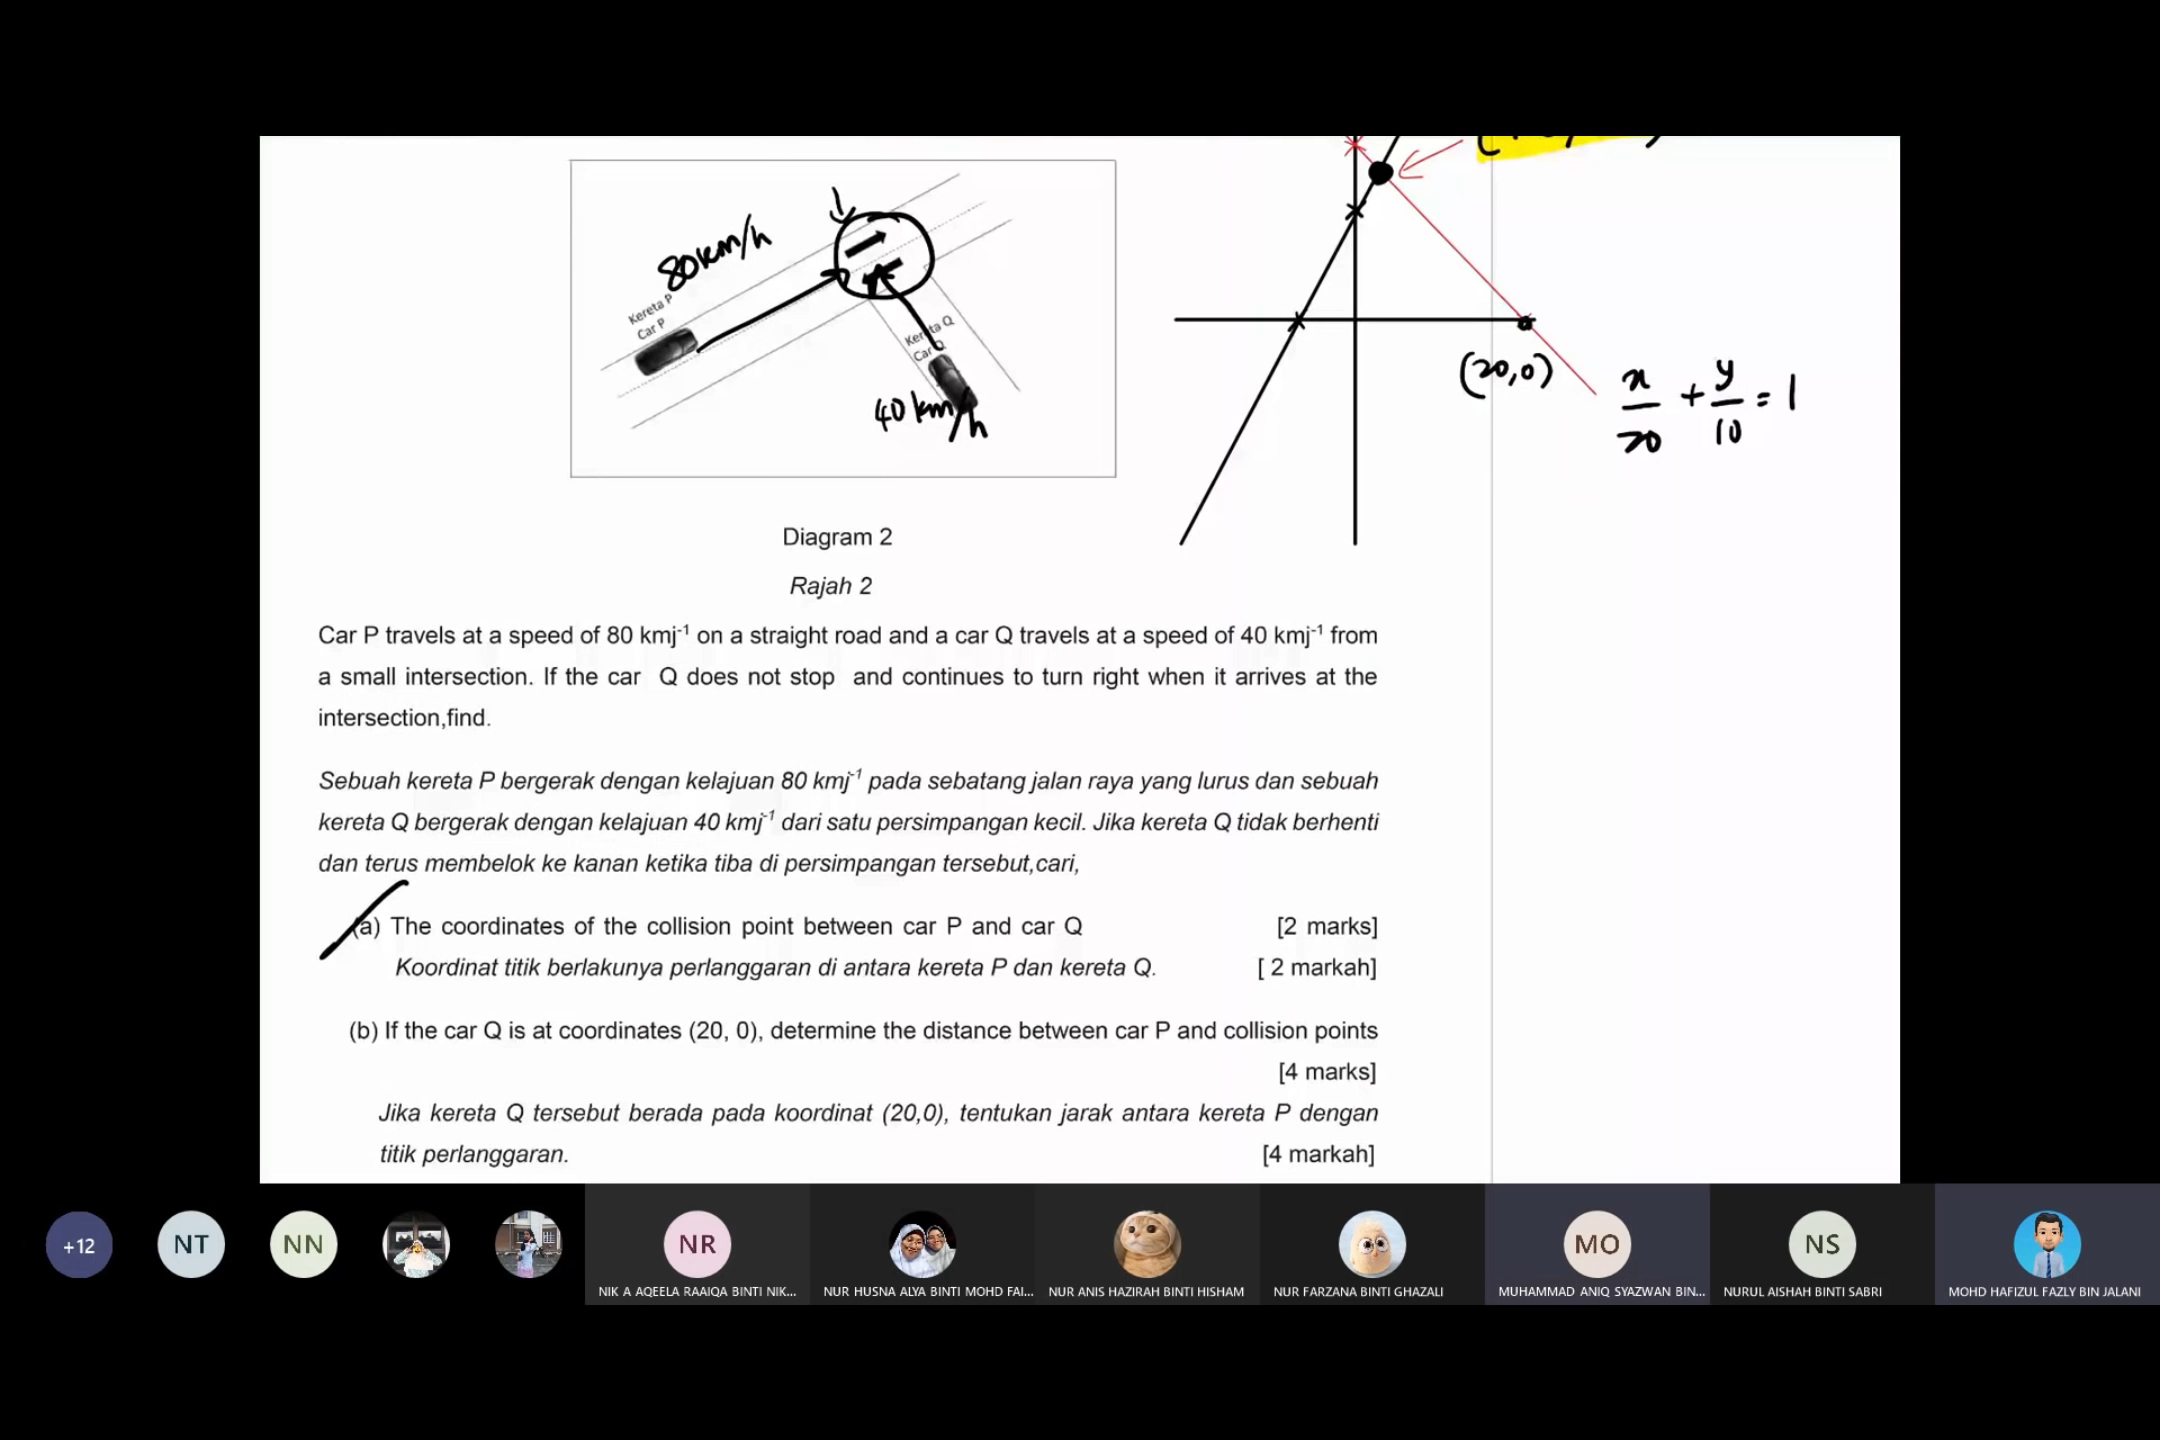 80km/h
Kereta P
Car P
Kereta Q
Car Q
40 km/h
(20,0)
x/20 + y/10 = 1
Diagram 2
Rajah 2
Car P travels at a speed of 80 kmj-1 on a straight road and a car Q travels at a speed of 40 kmj-1 from
a small intersection. If the car Q does not stop and continues to turn right when it arrives at the
intersection,find.
Sebuah kereta P bergerak dengan kelajuan 80 kmj-1 pada sebatang jalan raya yang lurus dan sebuah
kereta Q bergerak dengan kelajuan 40 kmj-1 dari satu persimpangan kecil. Jika kereta Q tidak berhenti
dan terus membelok ke kanan ketika tiba di persimpangan tersebut,cari,
(a) The coordinates of the collision point between car P and car Q [2 marks]
Koordinat titik berlakunya perlanggaran di antara kereta P dan kereta Q. [ 2 markah]
(b) If the car Q is at coordinates (20, 0), determine the distance between car P and collision points
[4 marks]
Jika kereta Q tersebut berada pada koordinat (20,0), tentukan jarak antara kereta P dengan
titik perlanggaran. [4 markah]
+12
NT
NN
NR
MO
NS
NIK A AQEELA RAAIQA BINTI NIK...
NUR HUSNA ALYA BINTI MOHD FAI...
NUR ANIS HAZIRAH BINTI HISHAM
NUR FARZANA BINTI GHAZALI
MUHAMMAD ANIQ SYAZWAN BIN...
NURUL AISHAH BINTI SABRI
MOHD HAFIZUL FAZLY BIN JALANI